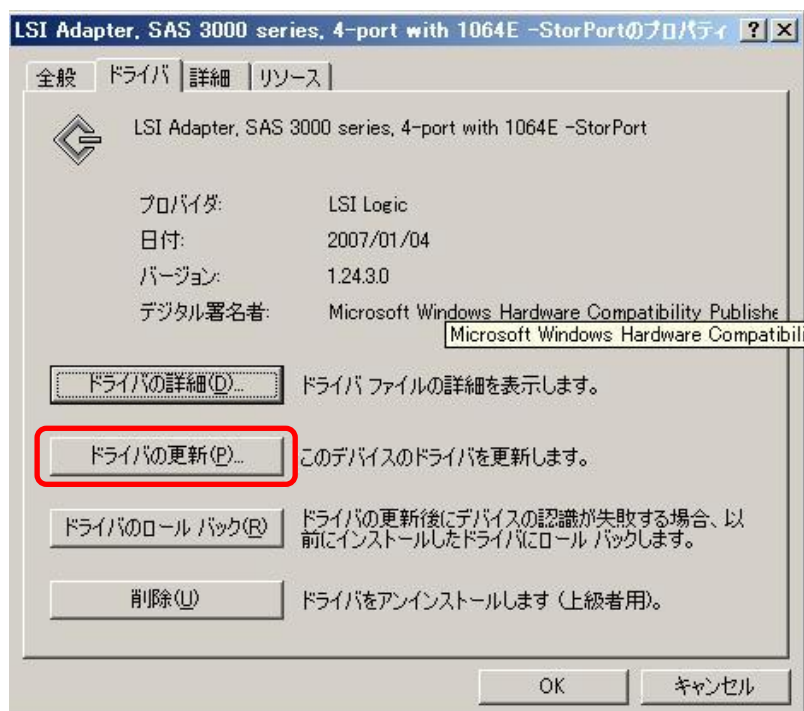 LSI Adapter, SAS 3000 series, 4-port with 1064E -StorPortのプロパティ
全般 ドライバ 詳細 リソース
LSI Adapter, SAS 3000 series, 4-port with 1064E -StorPort
プロバイダ: LSI Logic
日付: 2007/01/04
バージョン: 1.24.3.0
デジタル署名者: Microsoft Windows Hardware Compatibility Publishe
Microsoft Windows Hardware Compatibili
ドライバの詳細(D)... ドライバ ファイルの詳細を表示します。
ドライバの更新(P)... このデバイスのドライバを更新します。
ドライバのロール バック(R) ドライバの更新後にデバイスの認識が失敗する場合、以
前にインストールしたドライバにロール バックします。
削除(U) ドライバをアンインストールします (上級者用)。
OK キャンセル